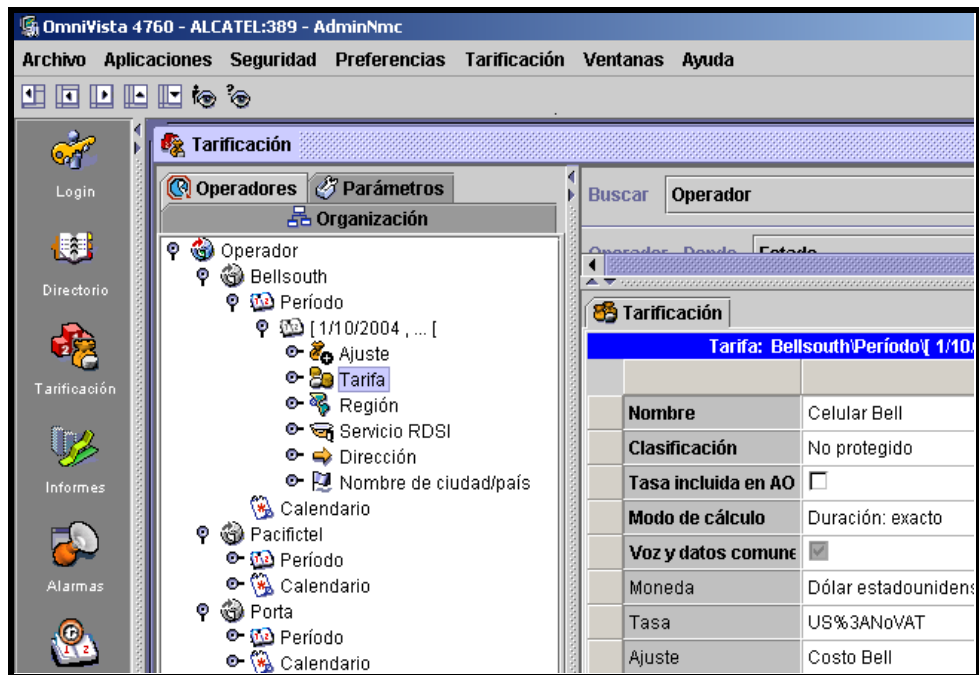 OmniVista 4760 - ALCATEL:389 - AdminNmc
Archivo Aplicaciones Seguridad Preferencias Tarificación Ventanas Ayuda
Login
Directorio
Tarificación
Informes
Alarmas
Tarificación
Operadores Parámetros
Organización
Operador
Bellsouth
Período
[ 1/10/2004 , ... [
Ajuste
Tarifa
Región
Servicio RDSI
Dirección
Nombre de ciudad/país
Calendario
Pacifictel
Período
Calendario
Porta
Período
Calendario
Buscar Operador
Operador Donde Estado
Tarificación
Tarifa: Bellsouth\Período\[ 1/10/
Nombre Celular Bell
Clasificación No protegido
Tasa incluida en AO
Modo de cálculo Duración: exacto
Voz y datos comune
Moneda Dólar estadounidens
Tasa US%3ANoVAT
Ajuste Costo Bell